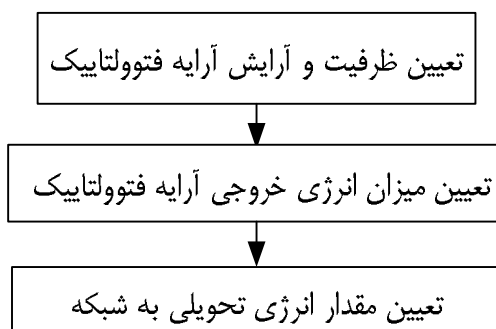 تعیین ظرفیت و آرایش آرایه فتوولتاییک
تعیین میزان انرژی خروجی آرایه فتوولتاییک
تعیین مقدار انرژی تحویلی به شبکه